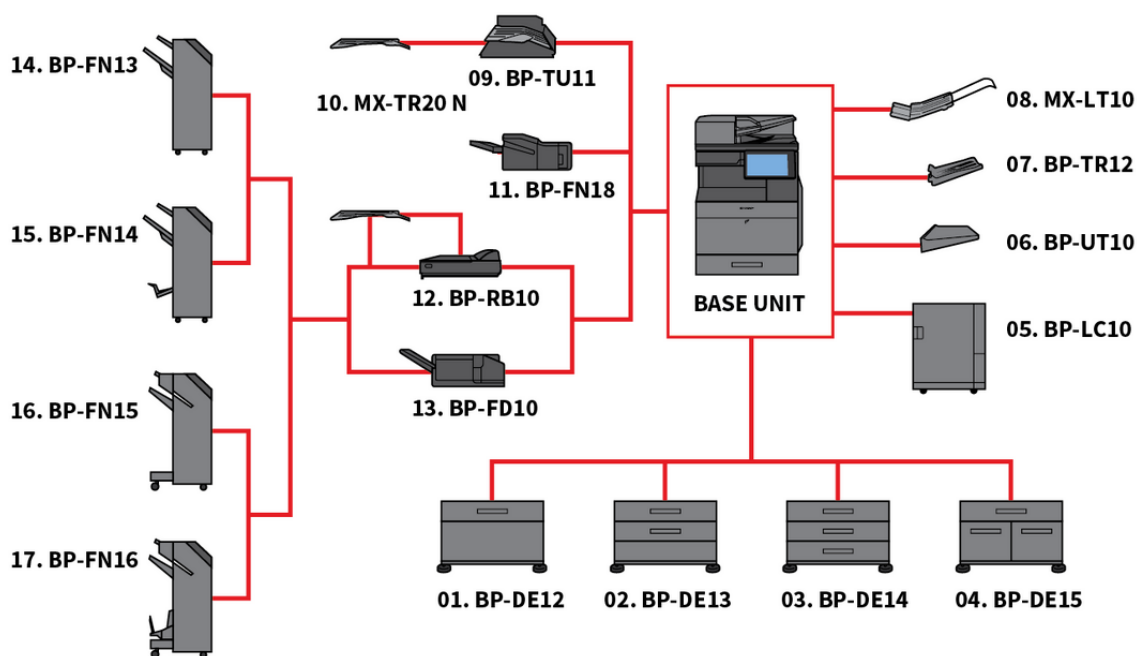 14. BP-FN13
09. BP-TU11
10. MX-TR20 N
08. MX-LT10
07. BP-TR12
11. BP-FN18
15. BP-FN14
06. BP-UT10
12. BP-RB10
BASE UNIT
05. BP-LC10
16. BP-FN15
13. BP-FD10
17. BP-FN16
01. BP-DE12
02. BP-DE13
03. BP-DE14
04. BP-DE15